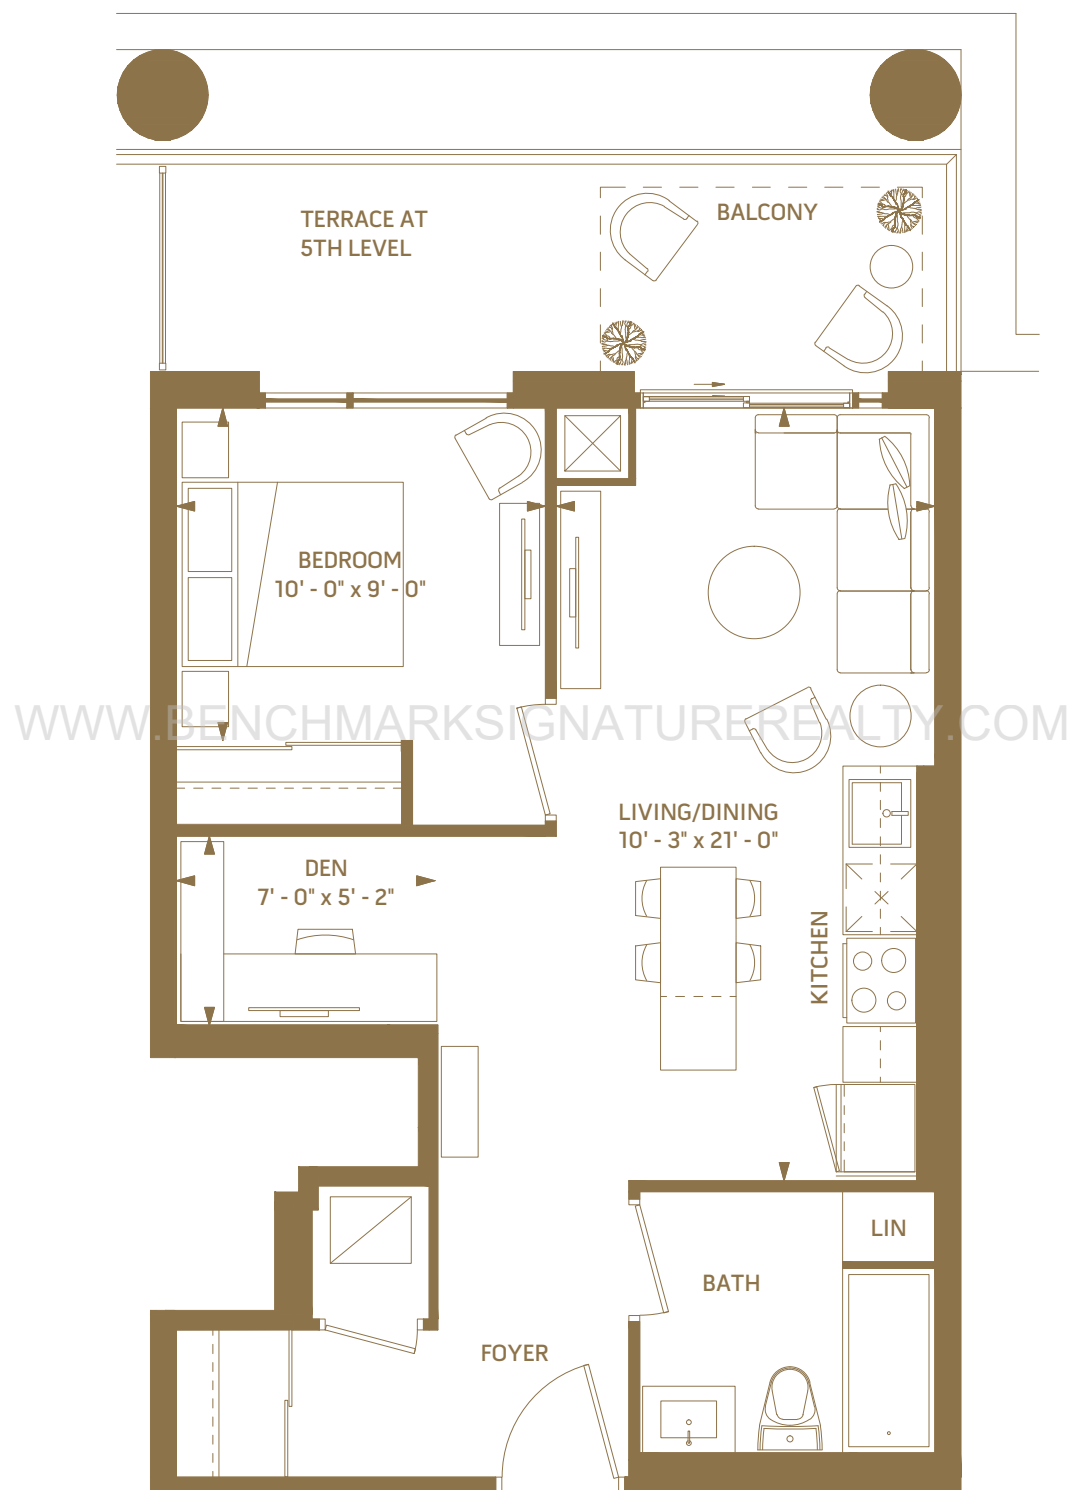 TERRACE AT
5TH LEVEL
BALCONY
BEDROOM
10' - 0" x 9' - 0"
WWW.BENCHMARKSIGNATUREREALTY.COM
LIVING/DINING
10' - 3" x 21' - 0"
DEN
7' - 0" x 5' - 2"
KITCHEN
LIN
BATH
FOYER